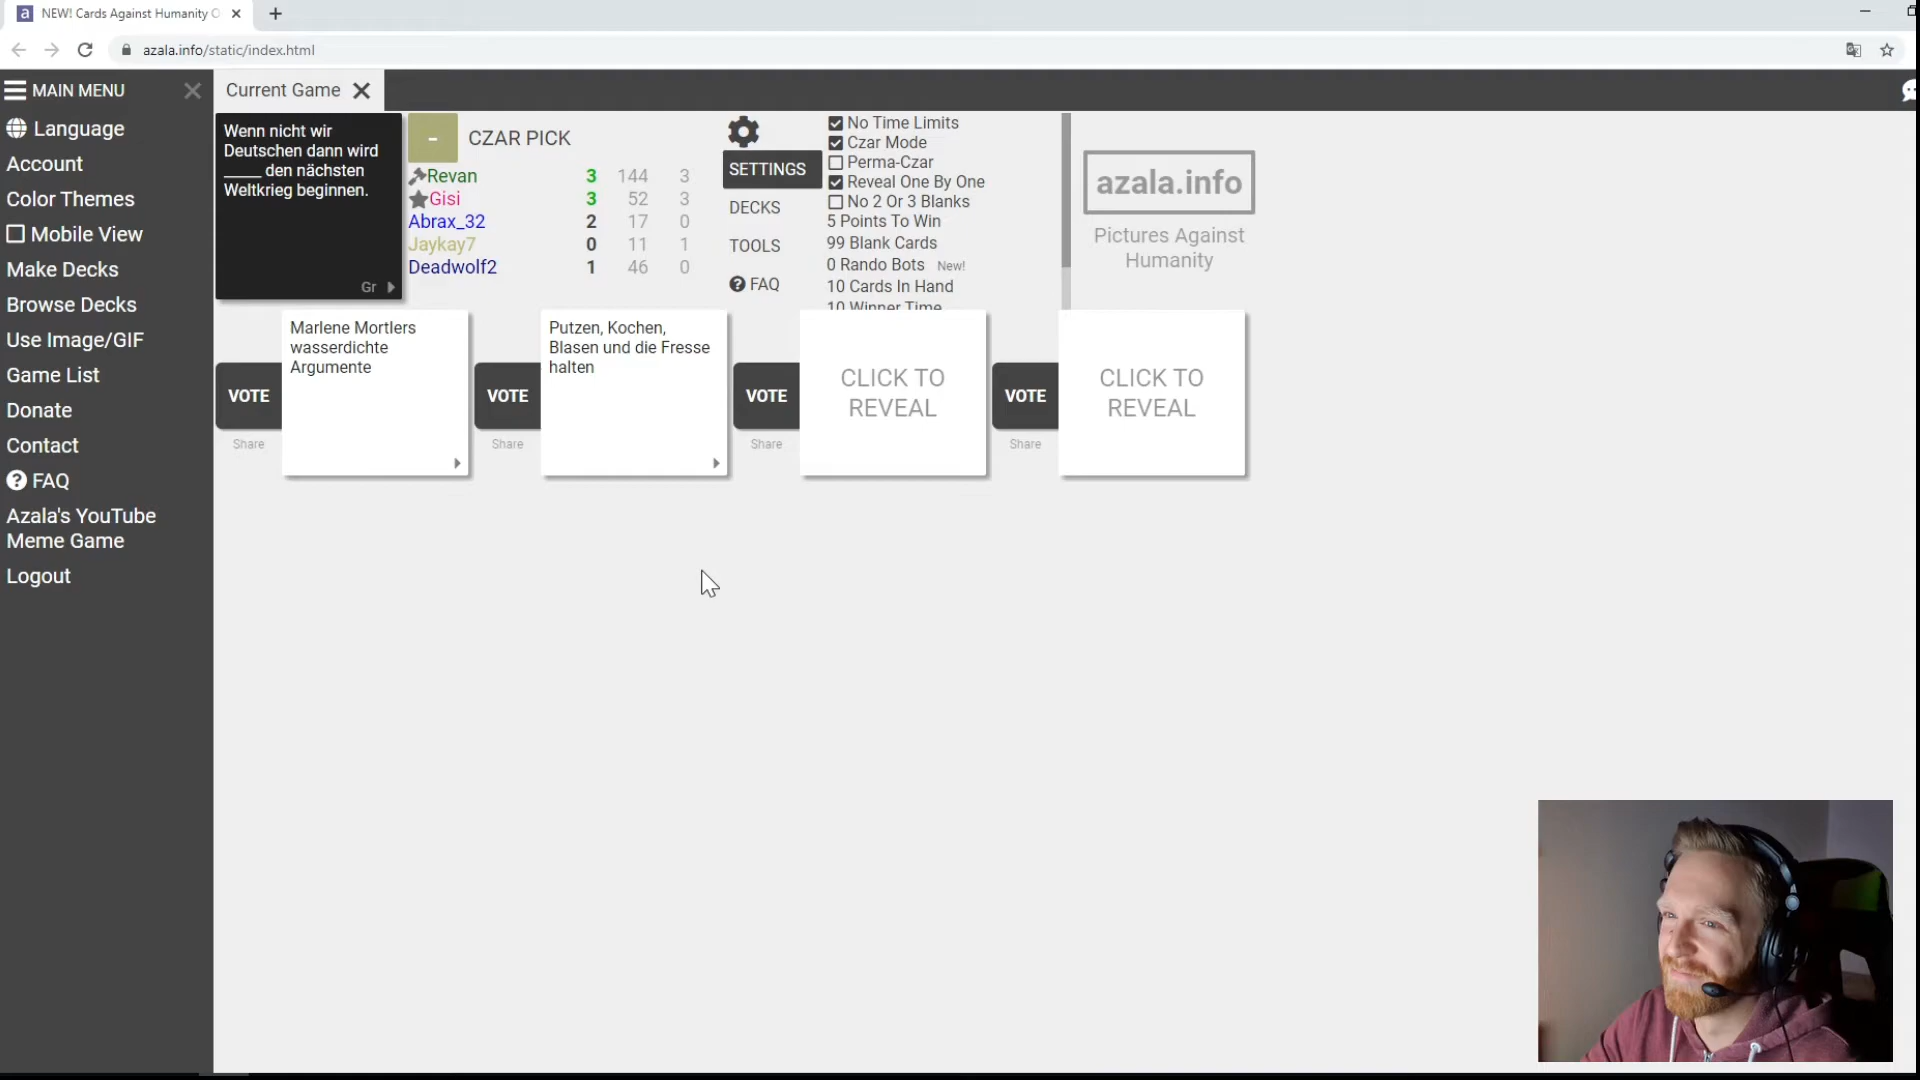 NEW! Cards Against Humanity O
azala.info/static/index.html
MAIN MENU
Language
Account
Color Themes
Mobile View
Make Decks
Browse Decks
Use Image/GIF
Game List
Donate
Contact
FAQ
Azala's YouTube
Meme Game
Logout
Current Game
Wenn nicht wir
Deutschen dann wird
____ den nächsten
Weltkrieg beginnen.
Gr
-
CZAR PICK
Revan 3 144 3
Gisi 3 52 3
Abrax_32 2 17 0
Jaykay7 0 11 1
Deadwolf2 1 46 0
SETTINGS
DECKS
TOOLS
FAQ
No Time Limits
Czar Mode
Perma-Czar
Reveal One By One
No 2 Or 3 Blanks
5 Points To Win
99 Blank Cards
0 Rando Bots New!
10 Cards In Hand
10 Winner Time
azala.info
Pictures Against
Humanity
VOTE
Share
Marlene Mortlers
wasserdichte
Argumente
VOTE
Share
Putzen, Kochen,
Blasen und die Fresse
halten
VOTE
Share
CLICK TO
REVEAL
VOTE
Share
CLICK TO
REVEAL